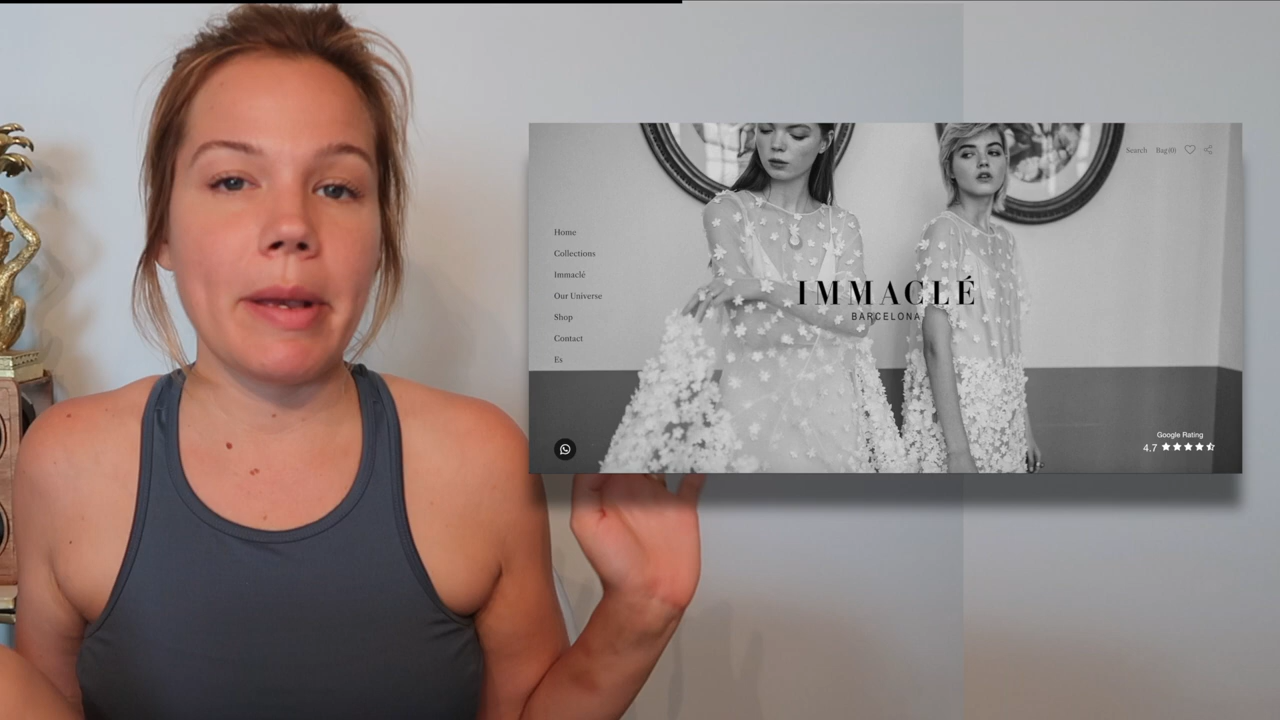 Search Bag(0)
Home
Collections
Immaclé
Our Universe
Shop
Contact
Es
IMMACLÉ
BARCELONA
Google Rating
4,7